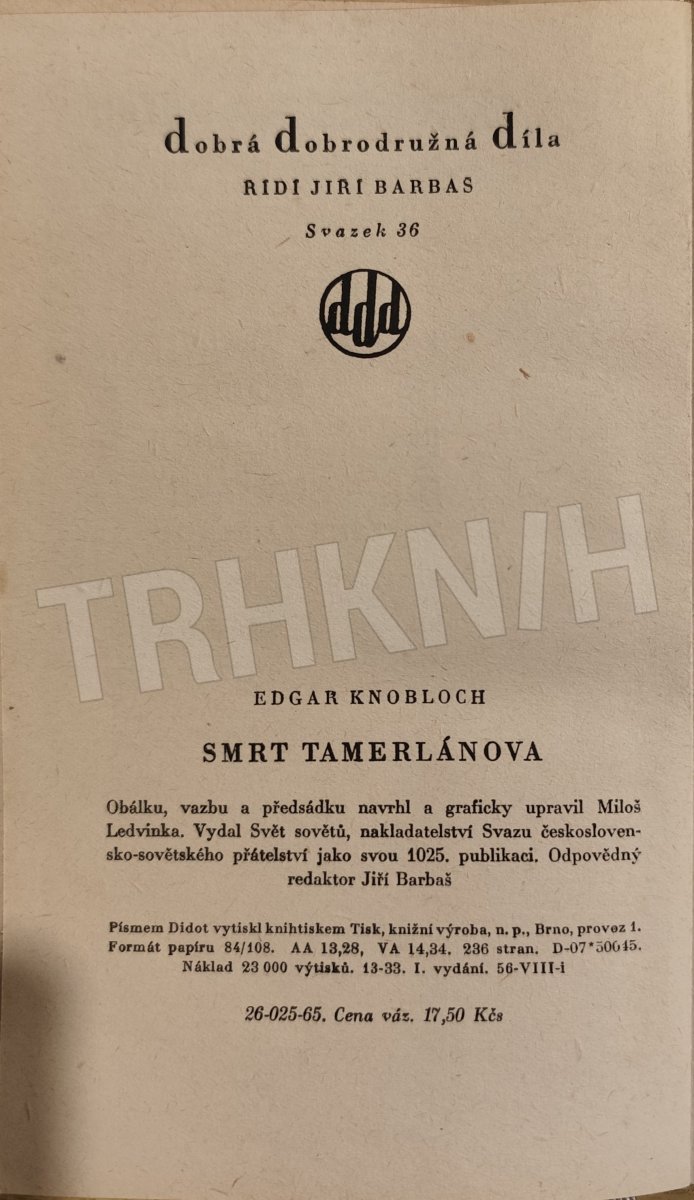 dobrá dobrodružná díla
ŘÍDÍ JIŘÍ BARBAŠ
Svazek 36
ddd
TRHKNIH
EDGAR KNOBLOCH
SMRT TAMERLÁNOVA
Obálku, vazbu a předsádku navrhl a graficky upravil Miloš
Ledvinka. Vydal Svět sovětů, nakladatelství Svazu českosloven-
sko-sovětského přátelství jako svou 1025. publikaci. Odpovědný
redaktor Jiří Barbaš
Písmem Didot vytiskl knihtiskem Tisk, knižní výroba, n. p., Brno, provoz 1.
Formát papíru 84/108. AA 13,28, VA 14,34. 236 stran. D-07*50645.
Náklad 23 000 výtisků. 13-33. I. vydání. 56-VIII-i
26-025-65. Cena váz. 17,50 Kčs